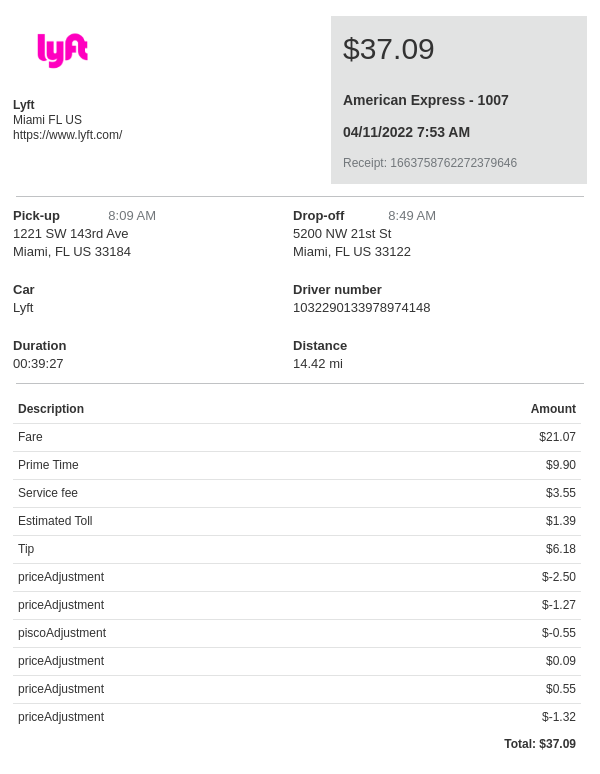 lyft
$37.09
Lyft
Miami FL US
https://www.lyft.com/
American Express - 1007
04/11/2022 7:53 AM
Receipt: 1663758762272379646
Pick-up 8:09 AM
1221 SW 143rd Ave
Miami, FL US 33184
Drop-off 8:49 AM
5200 NW 21st St
Miami, FL US 33122
Car
Lyft
Driver number
1032290133978974148
Duration
00:39:27
Distance
14.42 mi
Description Amount
Fare $21.07
Prime Time $9.90
Service fee $3.55
Estimated Toll $1.39
Tip $6.18
priceAdjustment $-2.50
priceAdjustment $-1.27
piscoAdjustment $-0.55
priceAdjustment $0.09
priceAdjustment $0.55
priceAdjustment $-1.32
Total: $37.09